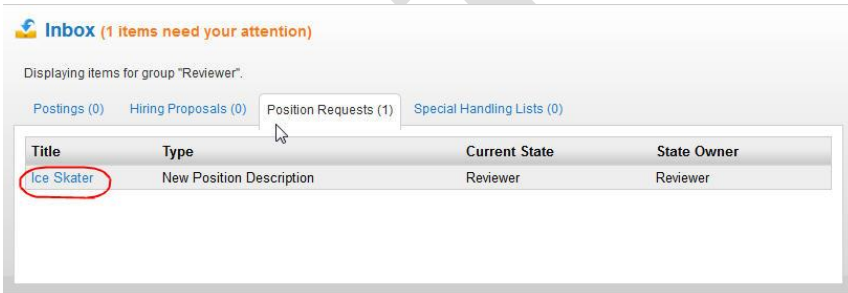 Inbox (1 items need your attention)
Displaying items for group "Reviewer".
Postings (0) Hiring Proposals (0) Position Requests (1) Special Handling Lists (0)
Title Type Current State State Owner
Ice Skater New Position Description Reviewer Reviewer